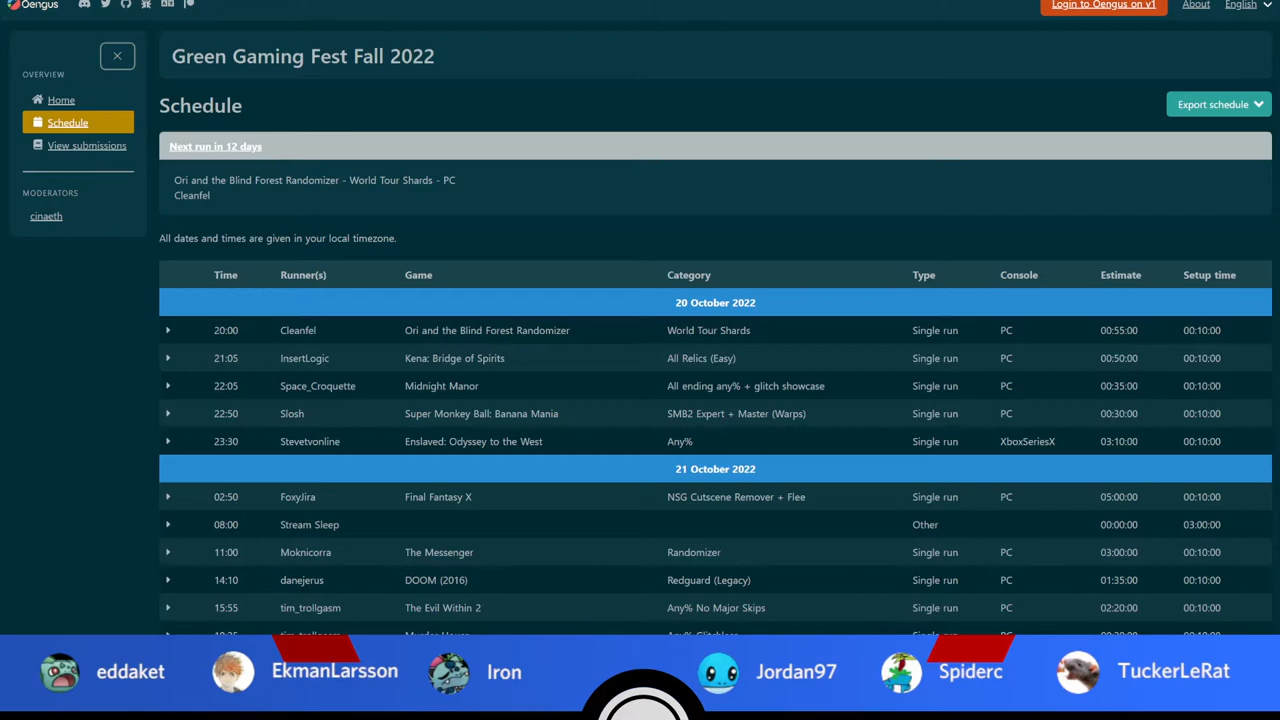 Oengus
Login to Oengus on v1 About English
Green Gaming Fest Fall 2022
OVERVIEW
Home
Schedule
View submissions
MODERATORS
cinaeth
Schedule
Export schedule
Next run in 12 days
Ori and the Blind Forest Randomizer - World Tour Shards - PC
Cleanfel
All dates and times are given in your local timezone.
Time Runner(s) Game Category Type Console Estimate Setup time
20 October 2022
20:00 Cleanfel Ori and the Blind Forest Randomizer World Tour Shards Single run PC 00:55:00 00:10:00
21:05 InsertLogic Kena: Bridge of Spirits All Relics (Easy) Single run PC 00:50:00 00:10:00
22:05 Space_Croquette Midnight Manor All ending any% + glitch showcase Single run PC 00:35:00 00:10:00
22:50 Slosh Super Monkey Ball: Banana Mania SMB2 Expert + Master (Warps) Single run PC 00:30:00 00:10:00
23:30 Stevetvonline Enslaved: Odyssey to the West Any% Single run XboxSeriesX 03:10:00 00:10:00
21 October 2022
02:50 FoxyJira Final Fantasy X NSG Cutscene Remover + Flee Single run PC 05:00:00 00:10:00
08:00 Stream Sleep Other 00:00:00 03:00:00
11:00 Moknicorra The Messenger Randomizer Single run PC 03:00:00 00:10:00
14:10 danejerus DOOM (2016) Redguard (Legacy) Single run PC 01:35:00 00:10:00
15:55 tim_trollgasm The Evil Within 2 Any% No Major Skips Single run PC 02:20:00 00:10:00
eddaket EkmanLarsson Iron Jordan97 Spiderc TuckerLeRat